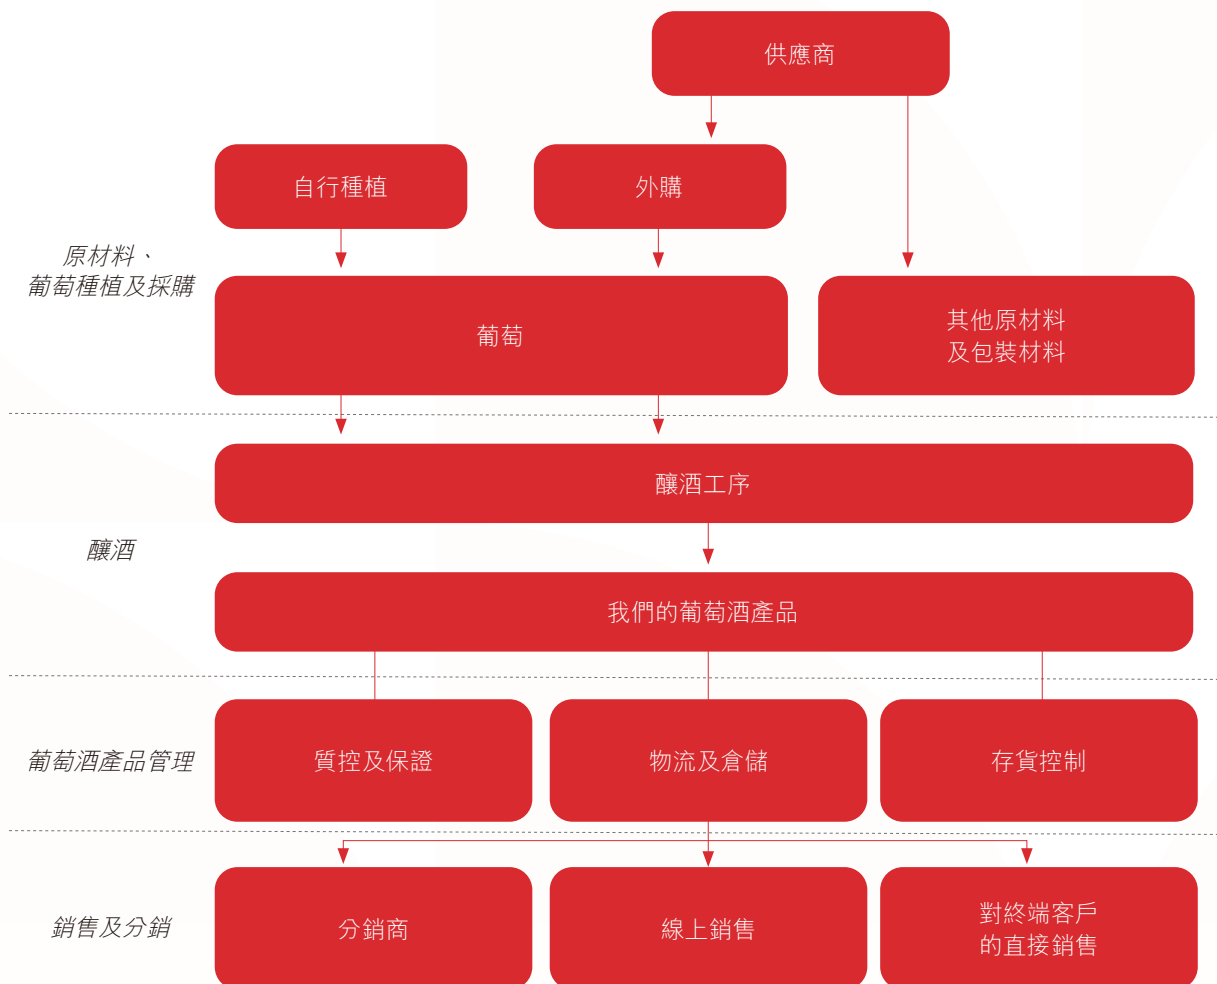 供應商
自行種植
外購
原材料、
葡萄種植及採購
葡萄
其他原材料
及包裝材料
釀酒工序
釀酒
我們的葡萄酒產品
葡萄酒產品管理
質控及保證
物流及倉儲
存貨控制
銷售及分銷
分銷商
線上銷售
對終端客戶
的直接銷售